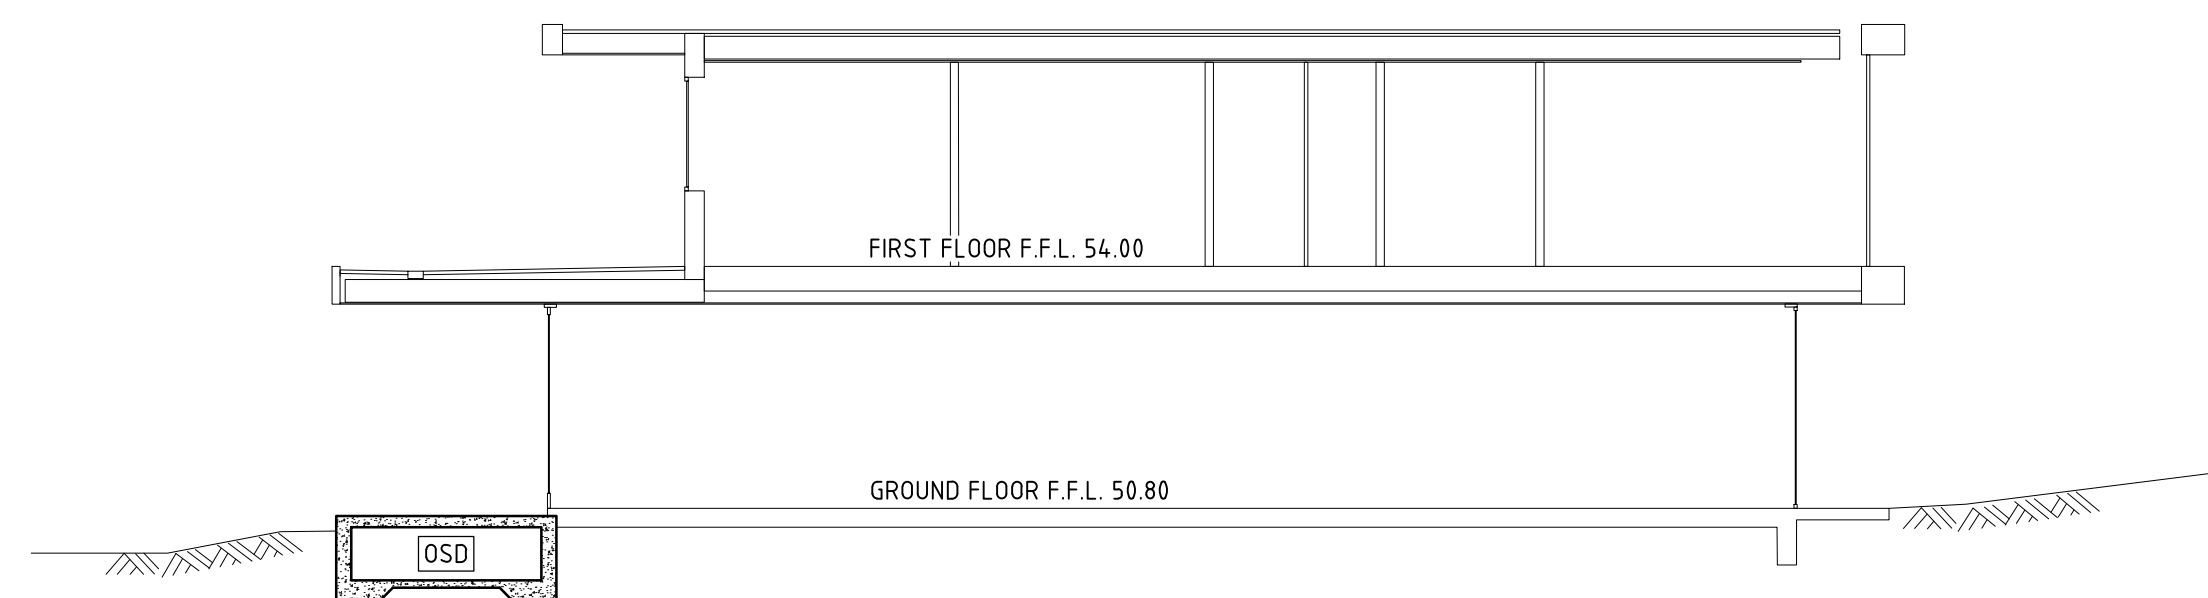 FIRST FLOOR F.F.L. 54.00
GROUND FLOOR F.F.L. 50.80
OSD